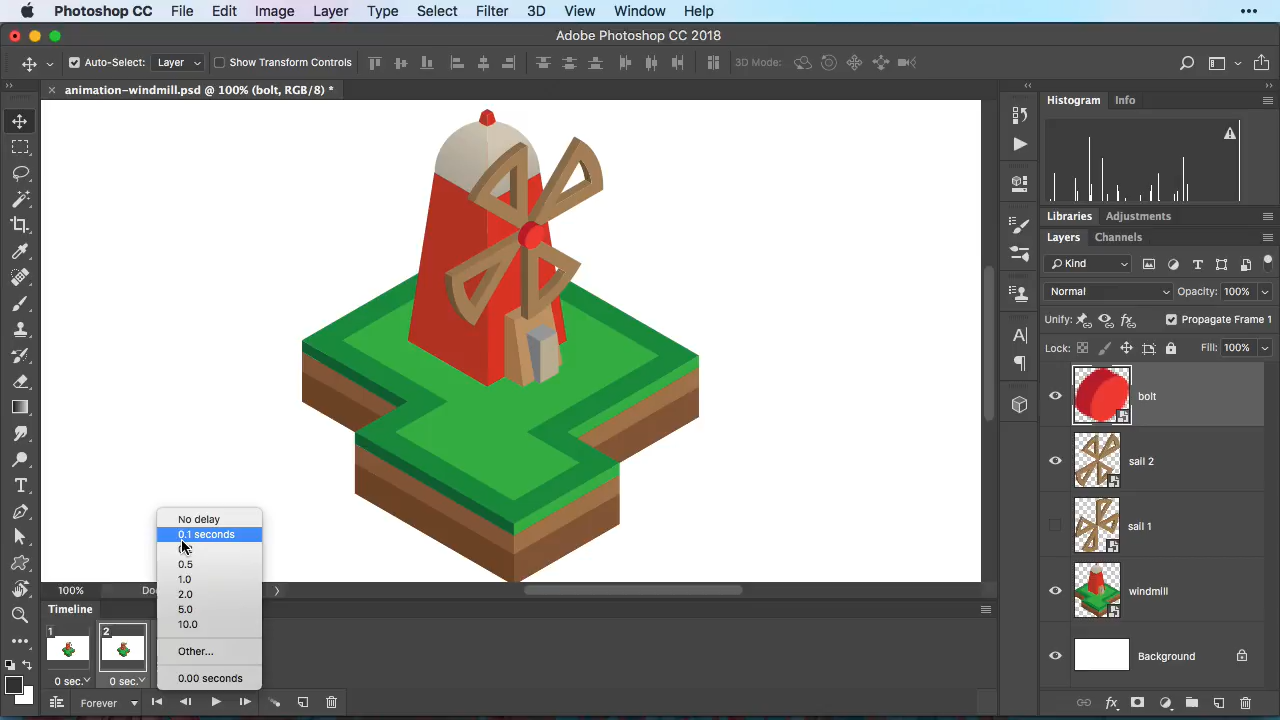 Photoshop CC File Edit Image Layer Type Select Filter 3D View Window Help
Adobe Photoshop CC 2018
Auto-Select: Layer Show Transform Controls 3D Mode:
animation-windmill.psd @ 100% (bolt, RGB/8) *
Histogram Info
Libraries Adjustments
Layers Channels
Kind
Normal Opacity: 100%
Unify: Propagate Frame 1
Lock: Fill: 100%
bolt
sail 2
sail 1
windmill
Background
No delay
0.1 seconds
0.5
1.0
2.0
5.0
10.0
Other...
0.00 seconds
100%
Timeline
1 2
0 sec. 0 sec.
Forever